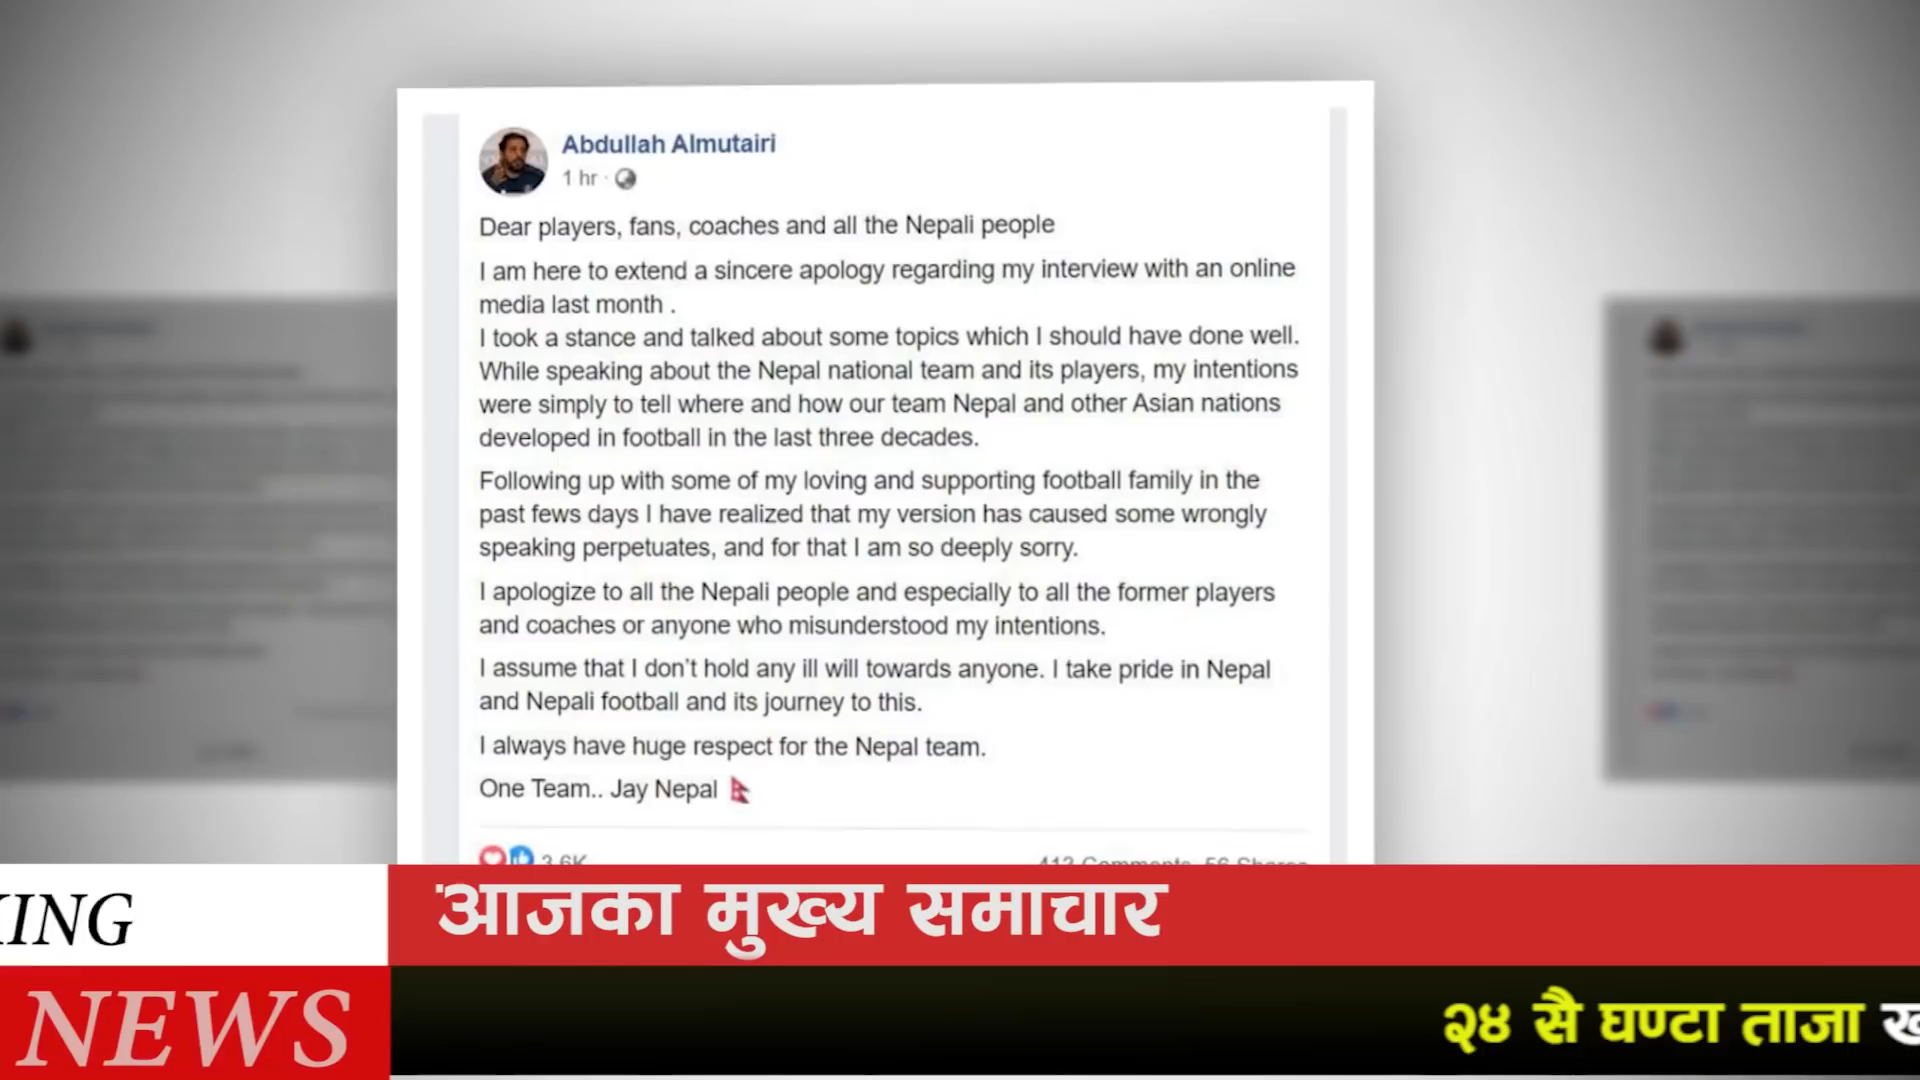 Abdullah Almutairi
1 hr ·
Dear players, fans, coaches and all the Nepali people
I am here to extend a sincere apology regarding my interview with an online
media last month .
I took a stance and talked about some topics which I should have done well.
While speaking about the Nepal national team and its players, my intentions
were simply to tell where and how our team Nepal and other Asian nations
developed in football in the last three decades.
Following up with some of my loving and supporting football family in the
past fews days I have realized that my version has caused some wrongly
speaking perpetuates, and for that I am so deeply sorry.
I apologize to all the Nepali people and especially to all the former players
and coaches or anyone who misunderstood my intentions.
I assume that I don't hold any ill will towards anyone. I take pride in Nepal
and Nepali football and its journey to this.
I always have huge respect for the Nepal team.
One Team.. Jay Nepal 🇳🇵
3.6K
412 Comments 56 Shares
KING
आजका मुख्य समाचार
NEWS
२४ सै घण्टा ताजा